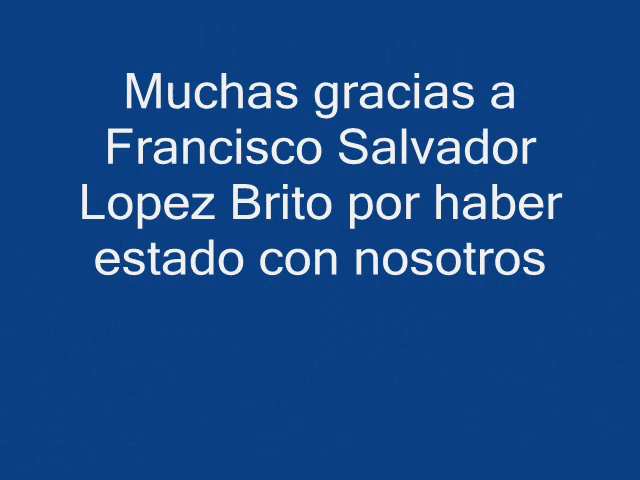 Muchas gracias a
Francisco Salvador
Lopez Brito por haber
estado con nosotros